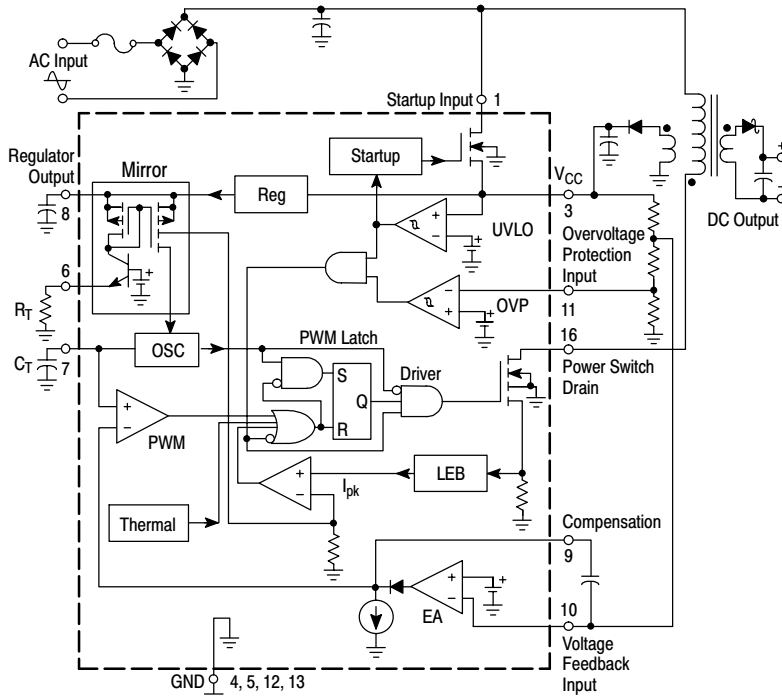 AC Input
Startup Input
1
Regulator
Output
8
Mirror
Startup
Reg
VCC
3
UVLO
DC Output
Overvoltage
Protection
Input
11
OVP
6
RT
CT
7
OSC
PWM Latch
S
Q
R
Driver
16
Power Switch
Drain
PWM
Ipk
LEB
Thermal
Compensation
9
EA
10
Voltage
Feedback
Input
GND
4, 5, 12, 13